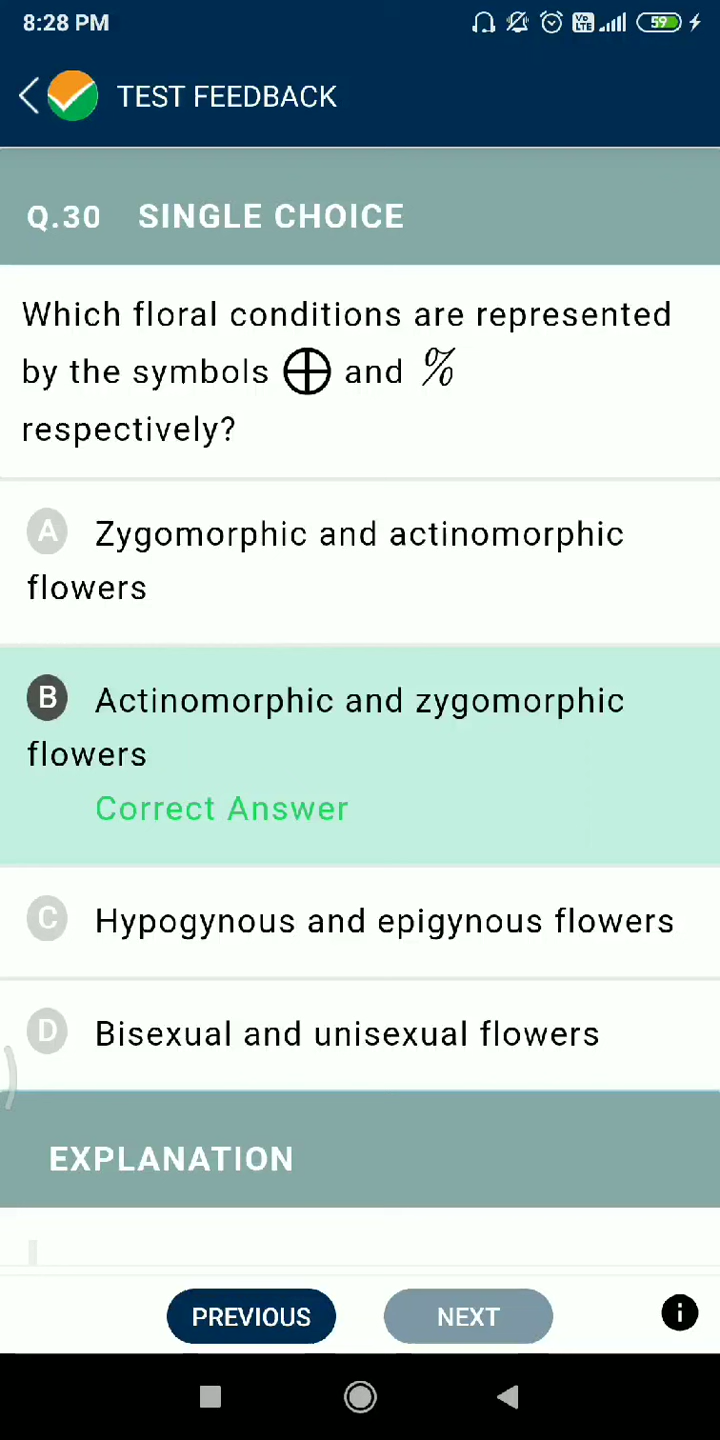 8:28 PM VoLTE 59
TEST FEEDBACK
Q.30 SINGLE CHOICE
Which floral conditions are represented
by the symbols ⊕ and %
respectively?
A Zygomorphic and actinomorphic
flowers
B Actinomorphic and zygomorphic
flowers
Correct Answer
C Hypogynous and epigynous flowers
D Bisexual and unisexual flowers
EXPLANATION
PREVIOUS NEXT i